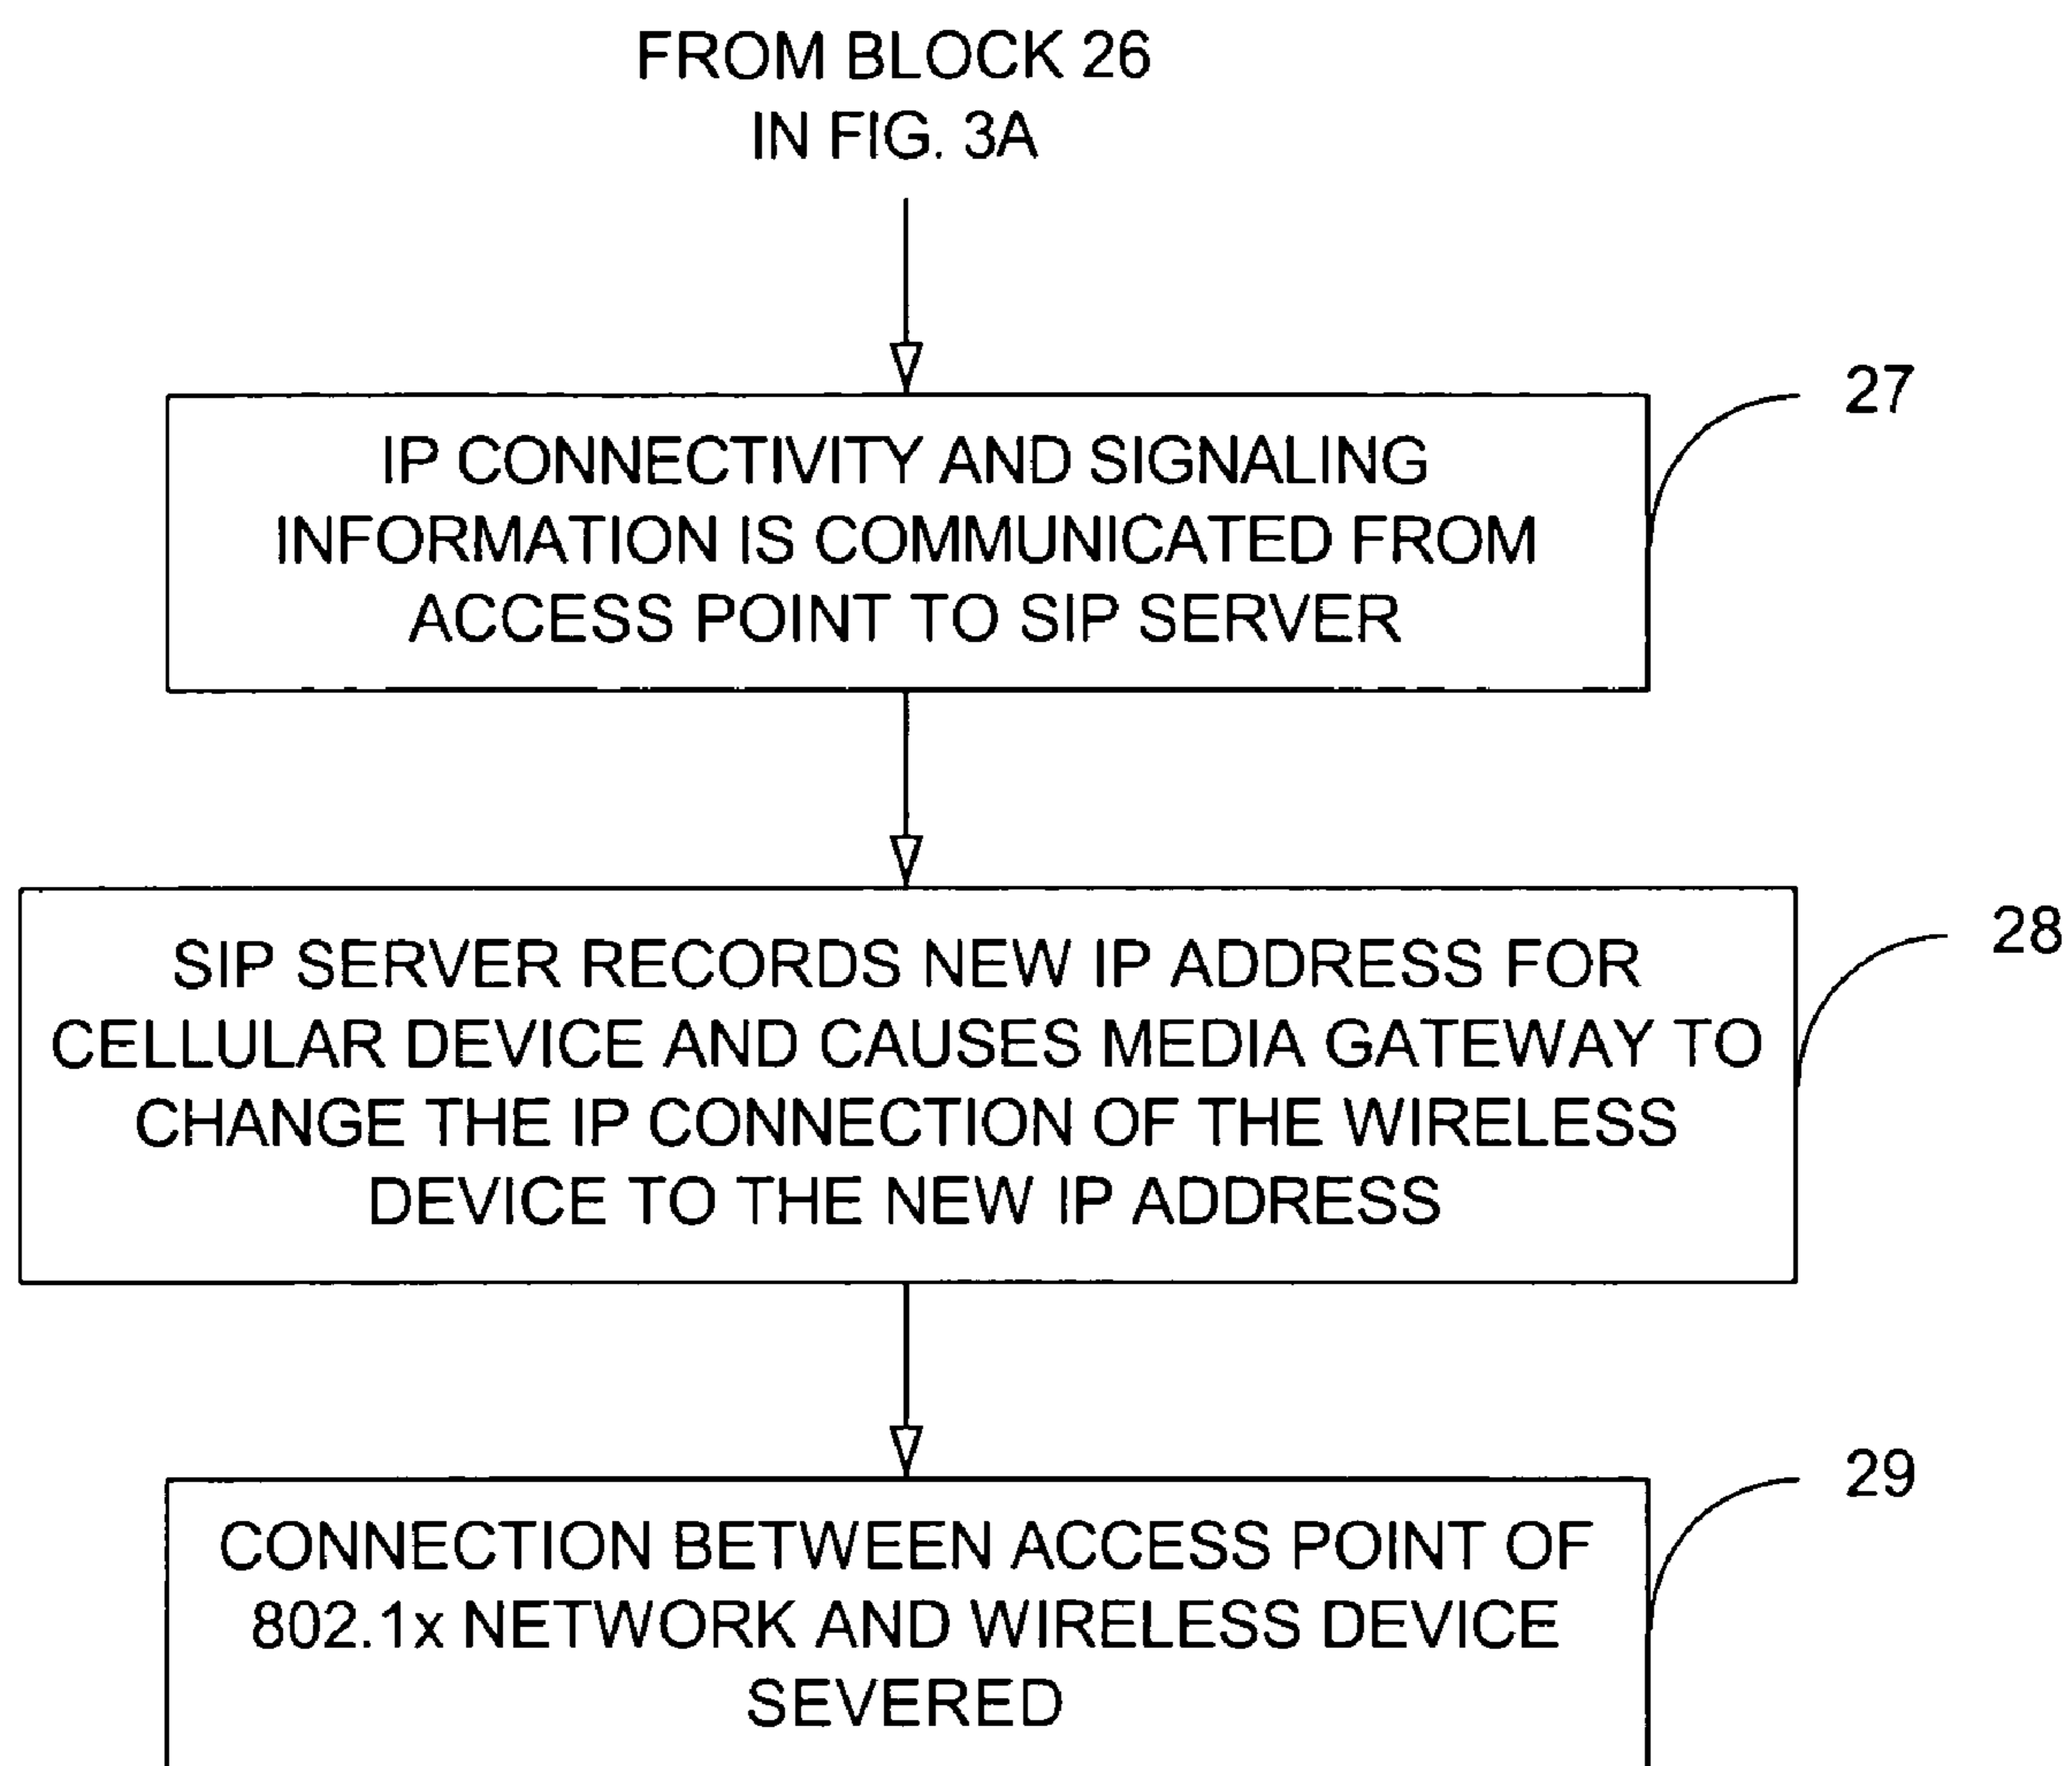 FROM BLOCK 26
IN FIG. 3A
27
IP CONNECTIVITY AND SIGNALING
INFORMATION IS COMMUNICATED FROM
ACCESS POINT TO SIP SERVER
28
SIP SERVER RECORDS NEW IP ADDRESS FOR
CELLULAR DEVICE AND CAUSES MEDIA GATEWAY TO
CHANGE THE IP CONNECTION OF THE WIRELESS
DEVICE TO THE NEW IP ADDRESS
29
CONNECTION BETWEEN ACCESS POINT OF
802.1x NETWORK AND WIRELESS DEVICE
SEVERED